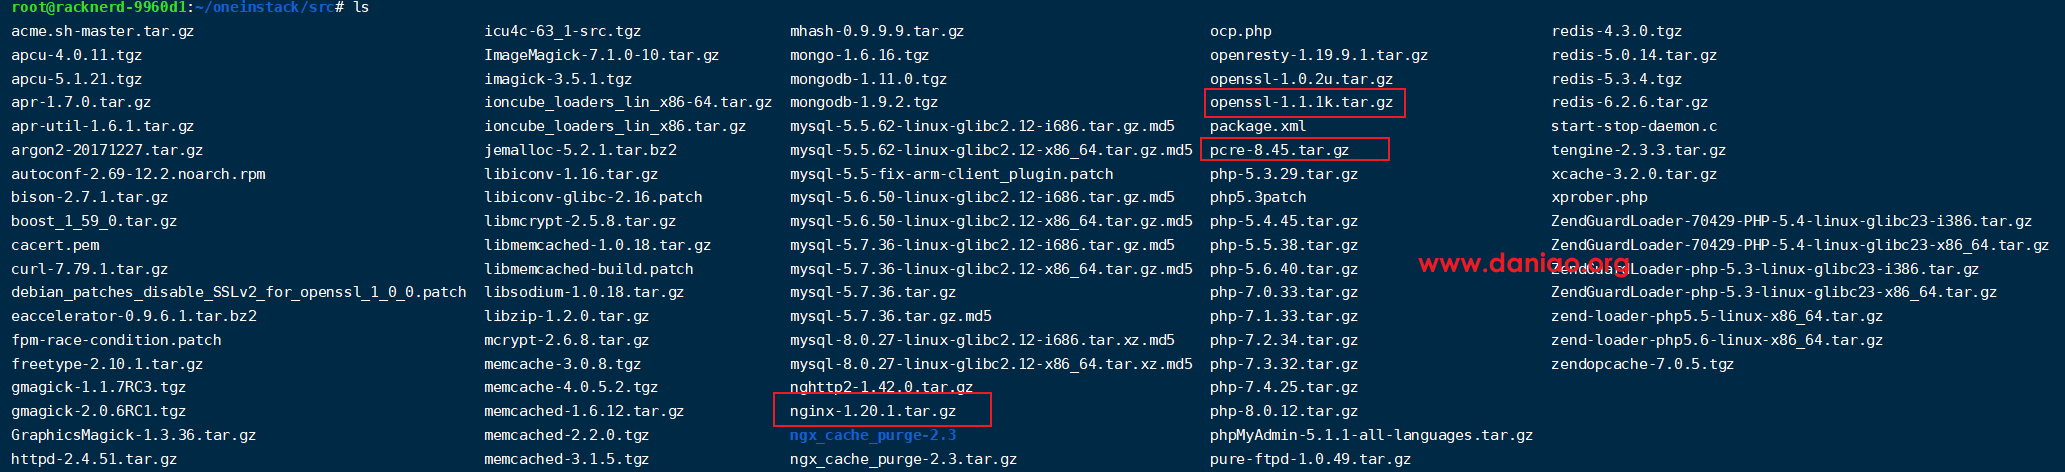 root@racknerd-9960d1:~/oneinstack/src# ls
acme.sh-master.tar.gz icu4c-63_1-src.tgz mhash-0.9.9.9.tar.gz ocp.php redis-4.3.0.tgz
apcu-4.0.11.tgz ImageMagick-7.1.0-10.tar.gz mongo-1.6.16.tgz openresty-1.19.9.1.tar.gz redis-5.0.14.tar.gz
apcu-5.1.21.tgz imagick-3.5.1.tgz mongodb-1.11.0.tgz openssl-1.0.2u.tar.gz redis-5.3.4.tgz
apr-1.7.0.tar.gz ioncube_loaders_lin_x86-64.tar.gz mongodb-1.9.2.tgz openssl-1.1.1k.tar.gz redis-6.2.6.tar.gz
apr-util-1.6.1.tar.gz ioncube_loaders_lin_x86.tar.gz mysql-5.5.62-linux-glibc2.12-i686.tar.gz.md5 package.xml start-stop-daemon.c
argon2-20171227.tar.gz jemalloc-5.2.1.tar.bz2 mysql-5.5.62-linux-glibc2.12-x86_64.tar.gz.md5 pcre-8.45.tar.gz tengine-2.3.3.tar.gz
autoconf-2.69-12.2.noarch.rpm libiconv-1.16.tar.gz mysql-5.5-fix-arm-client_plugin.patch php-5.3.29.tar.gz xcache-3.2.0.tar.gz
bison-2.7.1.tar.gz libiconv-glibc-2.16.patch mysql-5.6.50-linux-glibc2.12-i686.tar.gz.md5 php5.3patch xprober.php
boost_1_59_0.tar.gz libmcrypt-2.5.8.tar.gz mysql-5.6.50-linux-glibc2.12-x86_64.tar.gz.md5 php-5.4.45.tar.gz ZendGuardLoader-70429-PHP-5.4-linux-glibc23-i386.tar.gz
cacert.pem libmemcached-1.0.18.tar.gz mysql-5.7.36-linux-glibc2.12-i686.tar.gz.md5 php-5.5.38.tar.gz ZendGuardLoader-70429-PHP-5.4-linux-glibc23-x86_64.tar.gz
curl-7.79.1.tar.gz libmemcached-build.patch mysql-5.7.36-linux-glibc2.12-x86_64.tar.gz.md5 php-5.6.40.tar.gz ZendGuardLoader-php-5.3-linux-glibc23-i386.tar.gz
www.daniao.org
debian_patches_disable_SSLv2_for_openssl_1_0_0.patch libsodium-1.0.18.tar.gz mysql-5.7.36.tar.gz php-7.0.33.tar.gz ZendGuardLoader-php-5.3-linux-glibc23-x86_64.tar.gz
eaccelerator-0.9.6.1.tar.bz2 libzip-1.2.0.tar.gz mysql-5.7.36.tar.gz.md5 php-7.1.33.tar.gz zend-loader-php5.5-linux-x86_64.tar.gz
fpm-race-condition.patch mcrypt-2.6.8.tar.gz mysql-8.0.27-linux-glibc2.12-i686.tar.xz.md5 php-7.2.34.tar.gz zend-loader-php5.6-linux-x86_64.tar.gz
freetype-2.10.1.tar.gz memcache-3.0.8.tgz mysql-8.0.27-linux-glibc2.12-x86_64.tar.xz.md5 php-7.3.32.tar.gz zendopcache-7.0.5.tgz
gmagick-1.1.7RC3.tgz memcache-4.0.5.2.tgz nghttp2-1.42.0.tar.gz php-7.4.25.tar.gz
gmagick-2.0.6RC1.tgz memcached-1.6.12.tar.gz nginx-1.20.1.tar.gz php-8.0.12.tar.gz
GraphicsMagick-1.3.36.tar.gz memcached-2.2.0.tgz ngx_cache_purge-2.3 phpMyAdmin-5.1.1-all-languages.tar.gz
httpd-2.4.51.tar.gz memcached-3.1.5.tgz ngx_cache_purge-2.3.tar.gz pure-ftpd-1.0.49.tar.gz